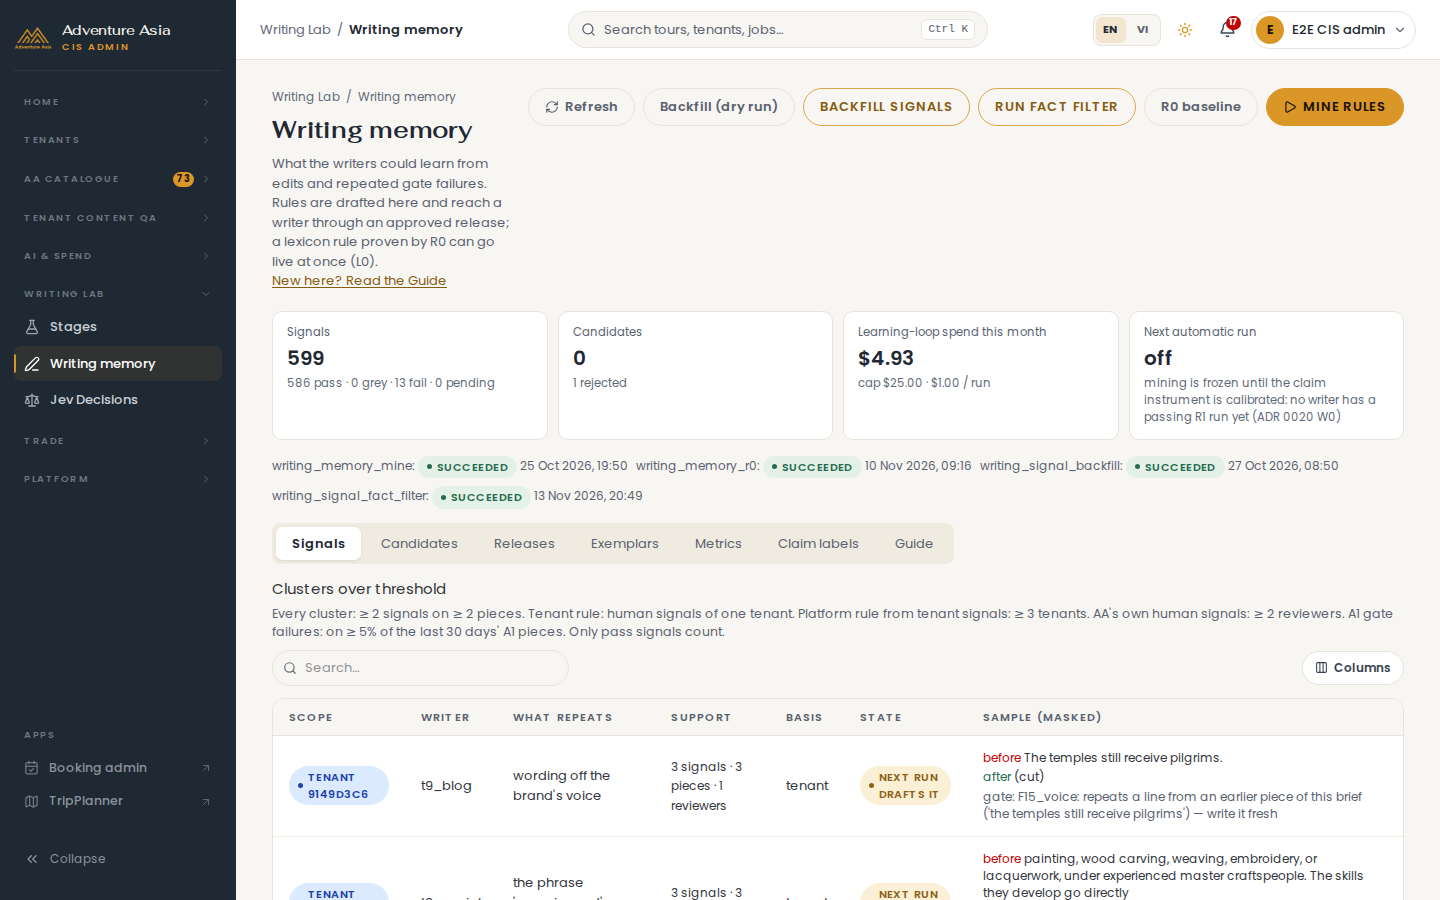 Adventure Asia
CIS ADMIN
Adventure Asia
HOME
TENANTS
AA CATALOGUE 73
TENANT CONTENT QA
AI & SPEND
WRITING LAB
Stages
Writing memory
Jev Decisions
TRADE
PLATFORM
APPS
Booking admin
TripPlanner
Collapse
Writing Lab / Writing memory
Search tours, tenants, jobs... Ctrl K
EN VI
17
E E2E CIS admin
Writing Lab / Writing memory
Writing memory
What the writers could learn from
edits and repeated gate failures.
Rules are drafted here and reach a
writer through an approved release;
a lexicon rule proven by R0 can go
live at once (L0).
New here? Read the Guide
Refresh
Backfill (dry run)
BACKFILL SIGNALS
RUN FACT FILTER
R0 baseline
MINE RULES
Signals
599
586 pass · 0 grey · 13 fail · 0 pending
Candidates
0
1 rejected
Learning-loop spend this month
$4.93
cap $25.00 · $1.00 / run
Next automatic run
off
mining is frozen until the claim
instrument is calibrated: no writer has a
passing R1 run yet (ADR 0020 W0)
writing_memory_mine: SUCCEEDED 25 Oct 2026, 19:50 writing_memory_r0: SUCCEEDED 10 Nov 2026, 09:16 writing_signal_backfill: SUCCEEDED 27 Oct 2026, 08:50
writing_signal_fact_filter: SUCCEEDED 13 Nov 2026, 20:49
Signals Candidates Releases Exemplars Metrics Claim labels Guide
Clusters over threshold
Every cluster: ≥ 2 signals on ≥ 2 pieces. Tenant rule: human signals of one tenant. Platform rule from tenant signals: ≥ 3 tenants. AA's own human signals: ≥ 2 reviewers. A1 gate
failures: on ≥ 5% of the last 30 days' A1 pieces. Only pass signals count.
Search...
Columns
SCOPE WRITER WHAT REPEATS SUPPORT BASIS STATE SAMPLE (MASKED)
TENANT
9149D3C6
t9_blog
wording off the
brand's voice
3 signals · 3
pieces · 1
reviewers
tenant
NEXT RUN
DRAFTS IT
before The temples still receive pilgrims.
after (cut)
gate: F15_voice: repeats a line from an earlier piece of this brief
('the temples still receive pilgrims') — write it fresh
TENANT
the phrase
3 signals · 3
NEXT RUN
before painting, wood carving, weaving, embroidery, or
lacquerwork, under experienced master craftspeople. The skills
they develop go directly